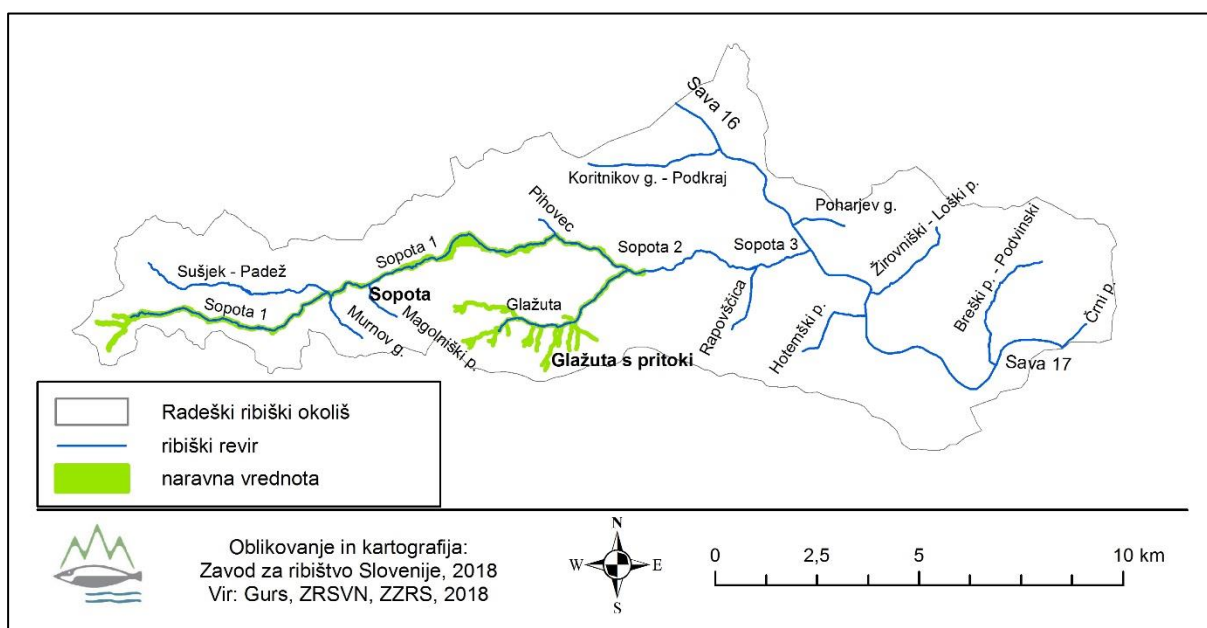 Sava 16
Koritnikov g. - Podkraj
Poharjev g.
Pihovec
Žirovniški - Loški p.
Sopota 1
Sopota 2
Sopota 3
Breški p. - Podvinski
Sušjek - Padež
Sopota
Sopota 1
Glažuta
Murnov g.
Magolniški p.
Rapovščica
Hotemški p.
Črni p.
Glažuta s pritoki
Sava 17
Radeški ribiški okoliš
ribiški revir
naravna vrednota
Oblikovanje in kartografija:
Zavod za ribištvo Slovenije, 2018
Vir: Gurs, ZRSVN, ZZRS, 2018
N
W E
S
0 2,5 5 10 km